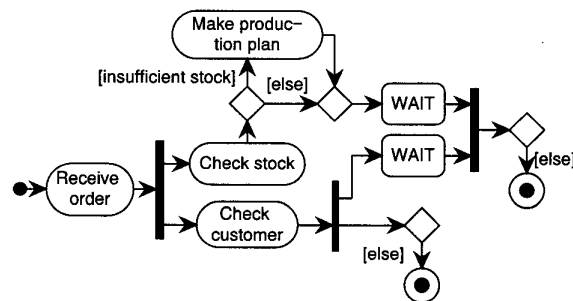 Make produc-
tion plan
[insufficient stock]
[else]
WAIT
WAIT
[else]
Check stock
Receive
order
Check
customer
[else]